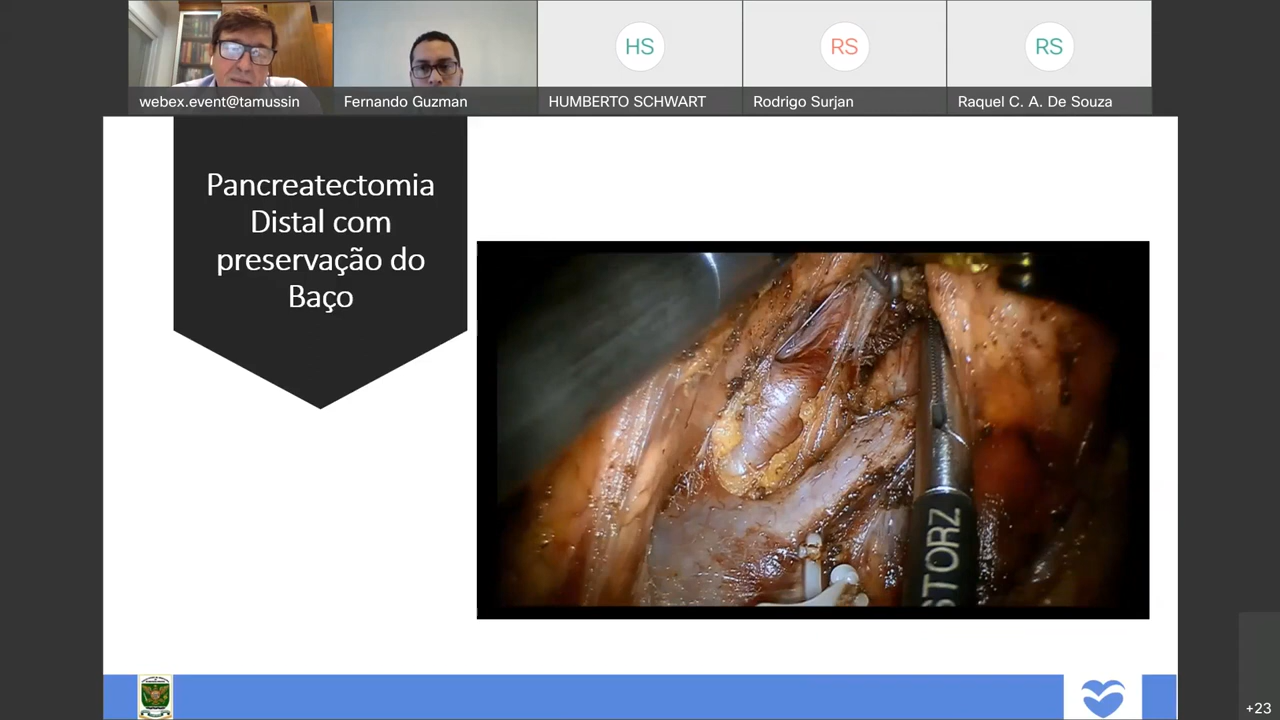 HS
RS
RS
webex.event@tamussin
Fernando Guzman
HUMBERTO SCHWART
Rodrigo Surjan
Raquel C. A. De Souza
Pancreatectomia
Distal com
preservação do
Baço
STORZ
+23